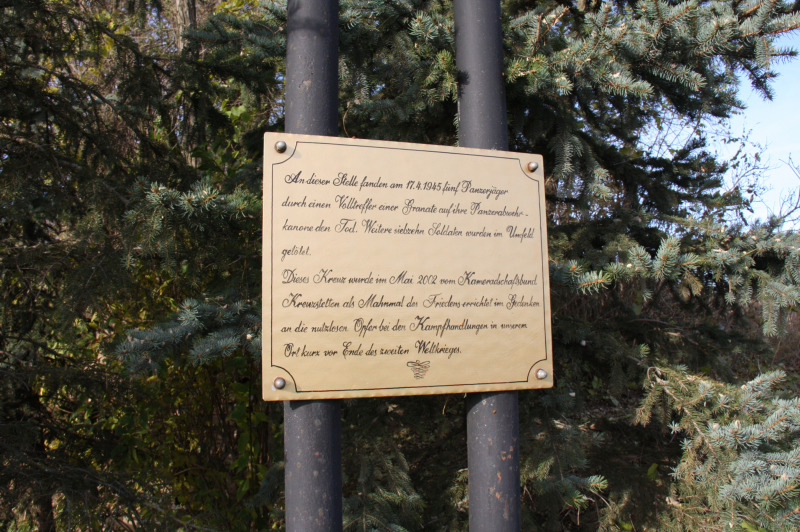 An dieser Stelle fanden am 17.4.1945 fünf Panzerjäger
durch einen Volltreffer einer Granate auf ihre Panzerabwehr-
kanone den Tod. Weitere siebzehn Soldaten wurden im Umfeld
getötet.
Dieses Kreuz wurde im Mai 2002 vom Kameradschaftsbund
Kreuzstetten als Mahnmal des Friedens errichtet im Gedenken
an die nutzlosen Opfer bei den Kampfhandlungen in unserem
Ort kurz vor Ende des zweiten Weltkrieges.